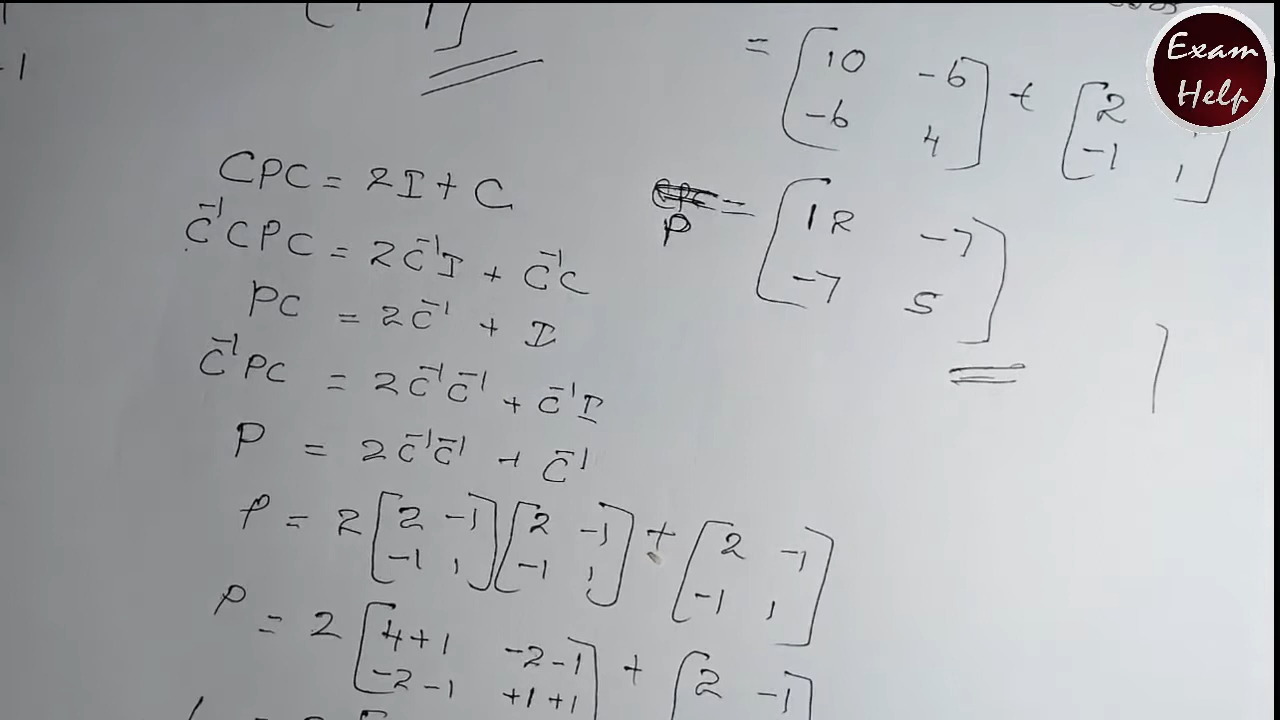 CPC = 2I + C
C⁻¹CPC = 2C⁻¹I + C⁻¹C
PC = 2C⁻¹ + I
C⁻¹PC = 2C⁻¹C⁻¹ + C⁻¹I
P = 2C⁻¹C⁻¹ + C⁻¹
P = 2 [2 -1; -1 1] [2 -1; -1 1] + [2 -1; -1 1]
P = 2 [4+1 -2-1; -2-1 +1+1] + [2 -1
= [10 -6; -6 4] + [2 ; -1 1]
P = [12 -7; -7 5]
Exam
Help